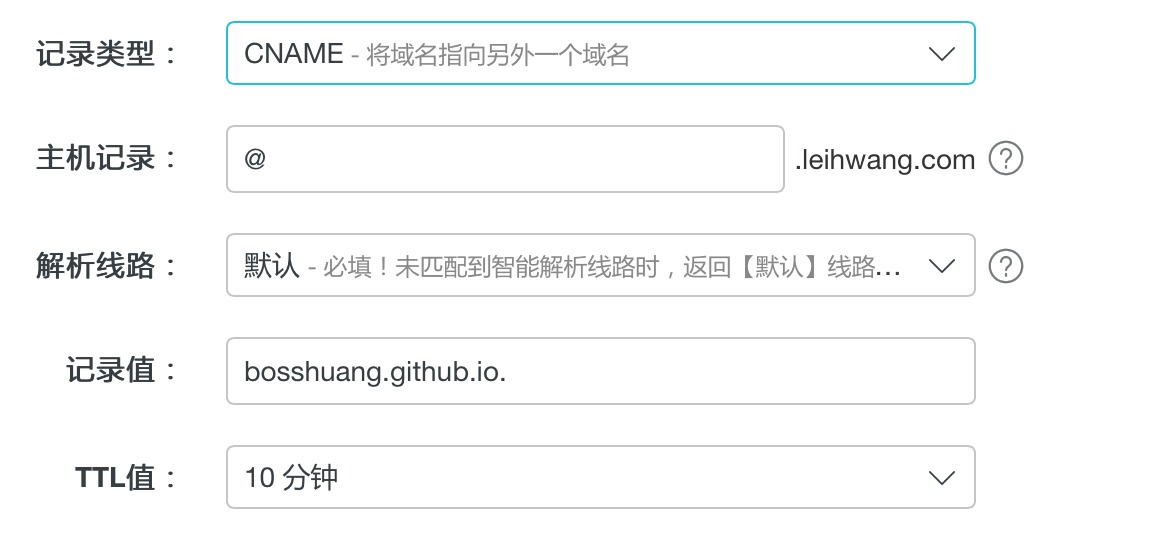 记录类型： CNAME - 将域名指向另外一个域名
主机记录： @ .leihwang.com ?
解析线路： 默认 - 必填！未匹配到智能解析线路时，返回【默认】线路... ?
记录值： bosshuang.github.io.
TTL值： 10 分钟